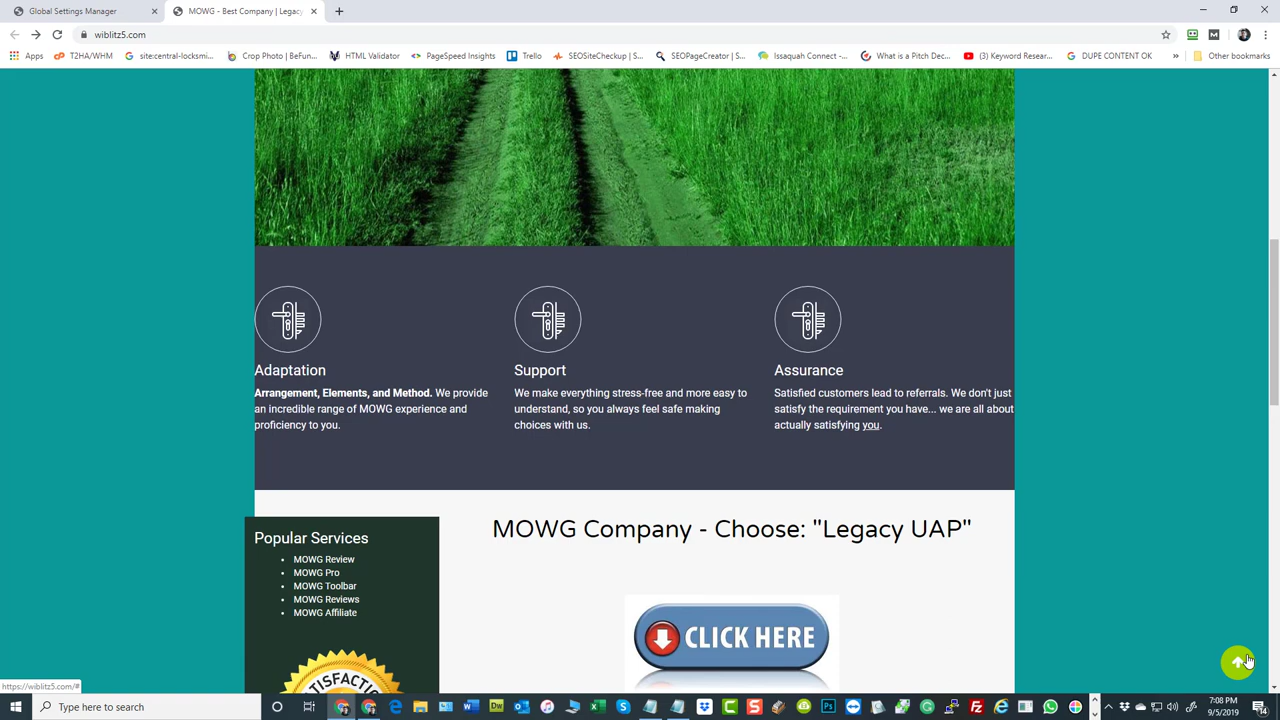 Global Settings Manager
MOWG - Best Company | Legacy
wiblitz5.com
Apps
T2HA/WHM
site:central-locksmi...
Crop Photo | BeFun...
HTML Validator
PageSpeed Insights
Trello
SEOSiteCheckup | S...
SEOPageCreator | S...
Issaquah Connect -...
What is a Pitch Dec...
(3) Keyword Resear...
DUPE CONTENT OK
»
Other bookmarks
Adaptation
Arrangement, Elements, and Method. We provide
an incredible range of MOWG experience and
proficiency to you.
Support
We make everything stress-free and more easy to
understand, so you always feel safe making
choices with us.
Assurance
Satisfied customers lead to referrals. We don't just
satisfy the requirement you have... we are all about
actually satisfying you.
Popular Services
MOWG Review
MOWG Pro
MOWG Toolbar
MOWG Reviews
MOWG Affiliate
MOWG Company - Choose: "Legacy UAP"
CLICK HERE
https://wiblitz5.com/#
Type here to search
7:08 PM
9/5/2019
14